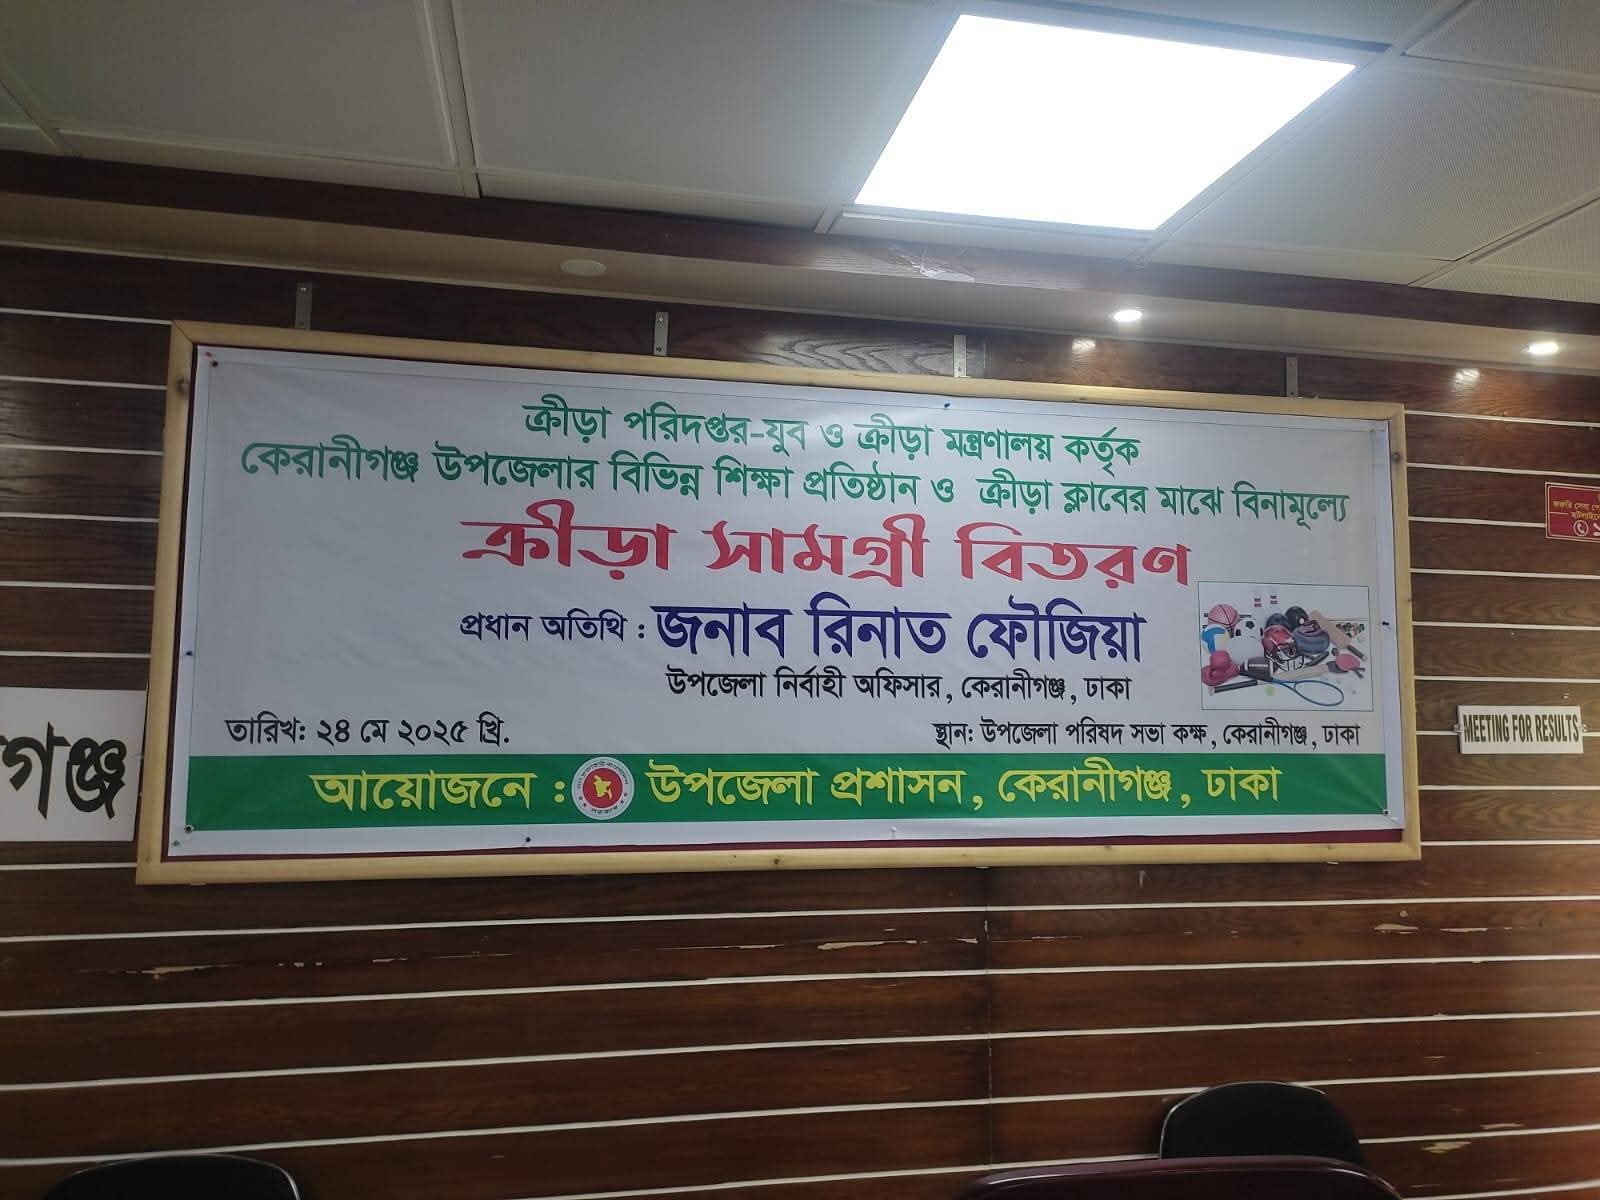 ক্রীড়া পরিদপ্তর-যুব ও ক্রীড়া মন্ত্রণালয় কর্তৃক
কেরানীগঞ্জ উপজেলার বিভিন্ন শিক্ষা প্রতিষ্ঠান ও ক্রীড়া ক্লাবের মাঝে বিনামূল্যে
ক্রীড়া সামগ্রী বিতরণ
প্রধান অতিথি : জনাব রিনাত ফৌজিয়া
উপজেলা নির্বাহী অফিসার, কেরানীগঞ্জ, ঢাকা
তারিখ: ২৪ মে ২০২৫ খ্রি.
স্থান: উপজেলা পরিষদ সভা কক্ষ, কেরানীগঞ্জ, ঢাকা
আয়োজনে : উপজেলা প্রশাসন, কেরানীগঞ্জ, ঢাকা
গঞ্জ
MEETING FOR RESULTS
জরুরি সেবা